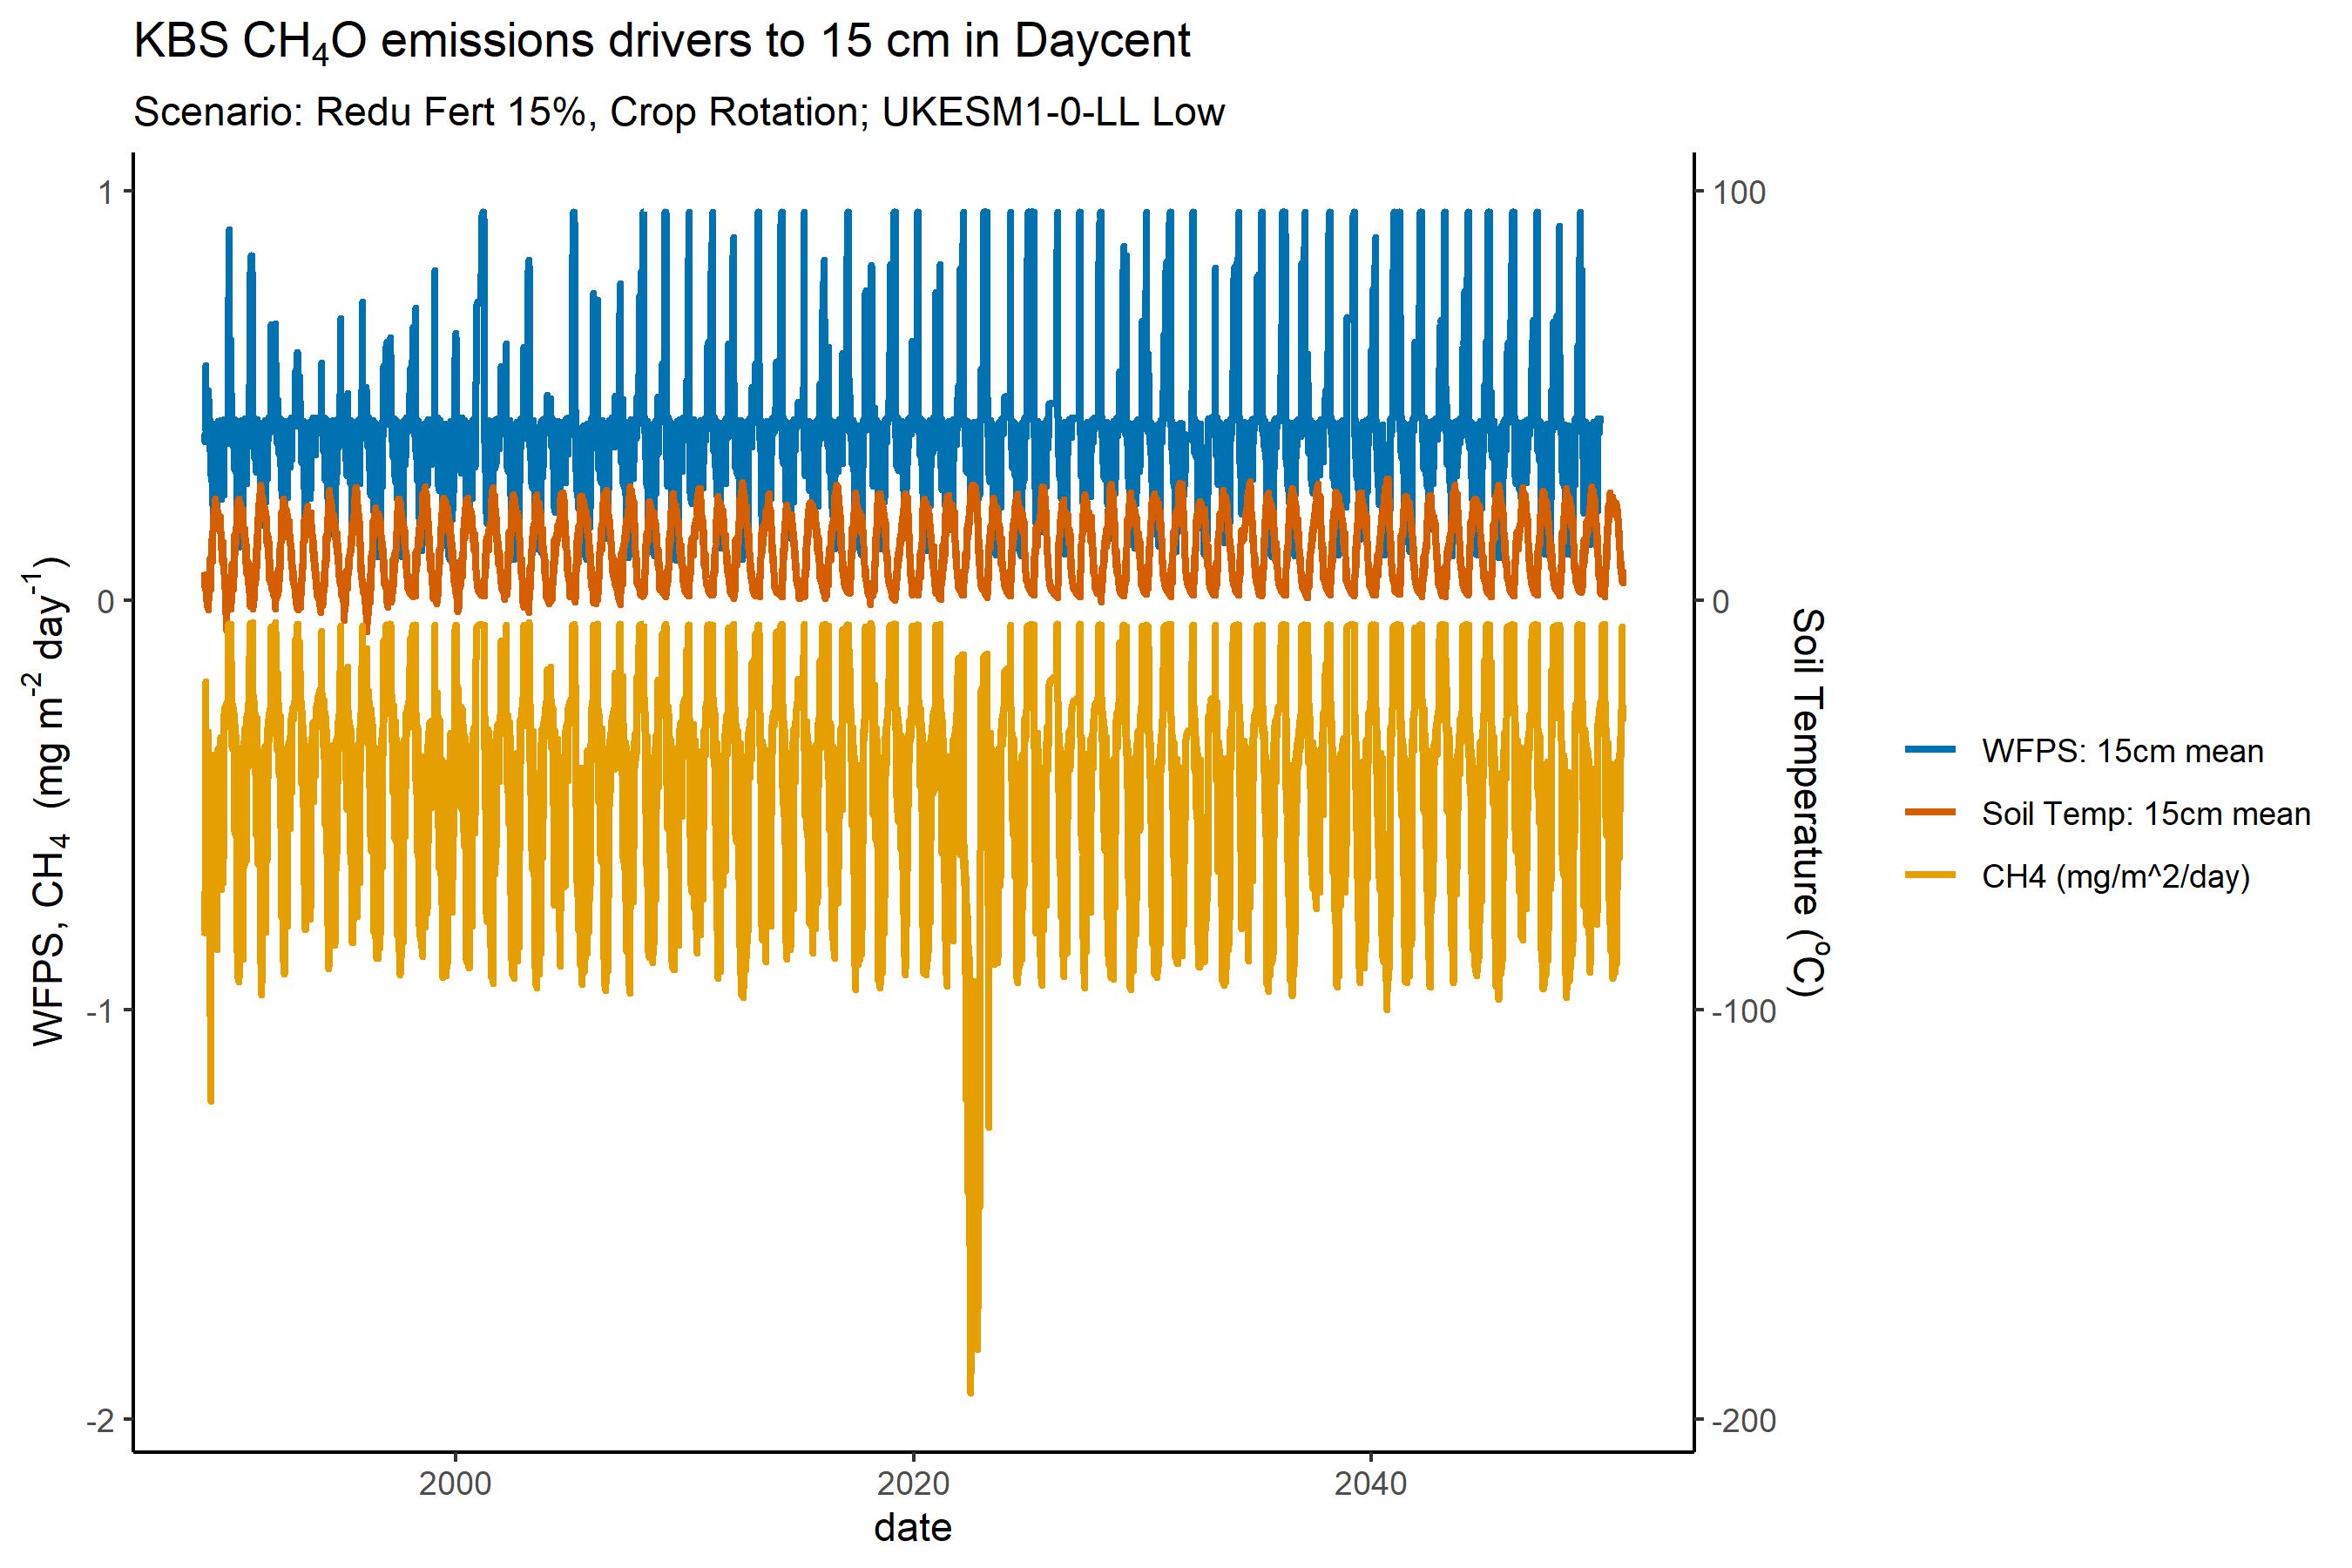 KBS CH₄O emissions drivers to 15 cm in Daycent
Scenario: Redu Fert 15%, Crop Rotation; UKESM1-0-LL Low
WFPS, CH₄ (mg m⁻² day⁻¹)
1
0
-1
-2
100
0
-100
-200
Soil Temperature (°C)
2000
2020
2040
date
WFPS: 15cm mean
Soil Temp: 15cm mean
CH4 (mg/m^2/day)